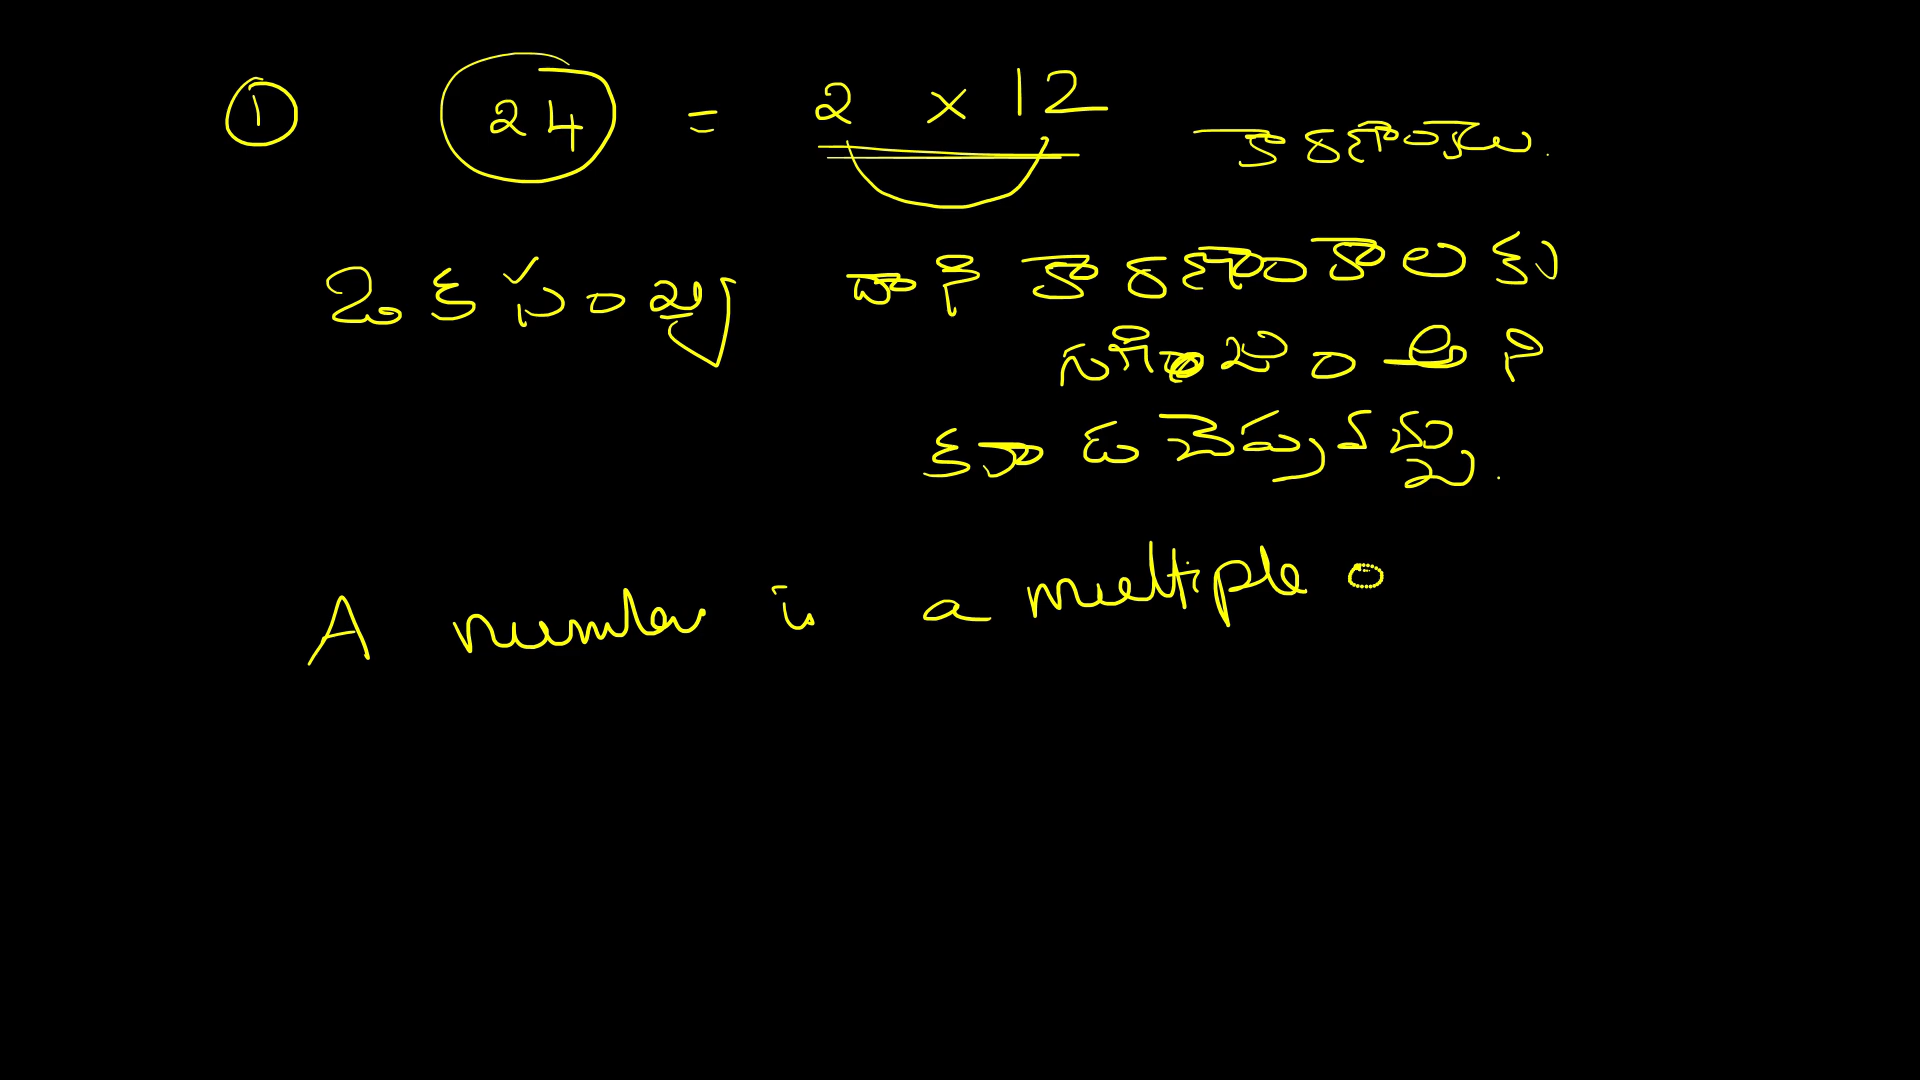 ① 24 = 2 x 12 కారణాంకాలు.
ఒక సంఖ్య దాని కారణాంకాలకు
గుణిజం అని
కూడ చెప్పవచ్చు.
A number is a multiple o